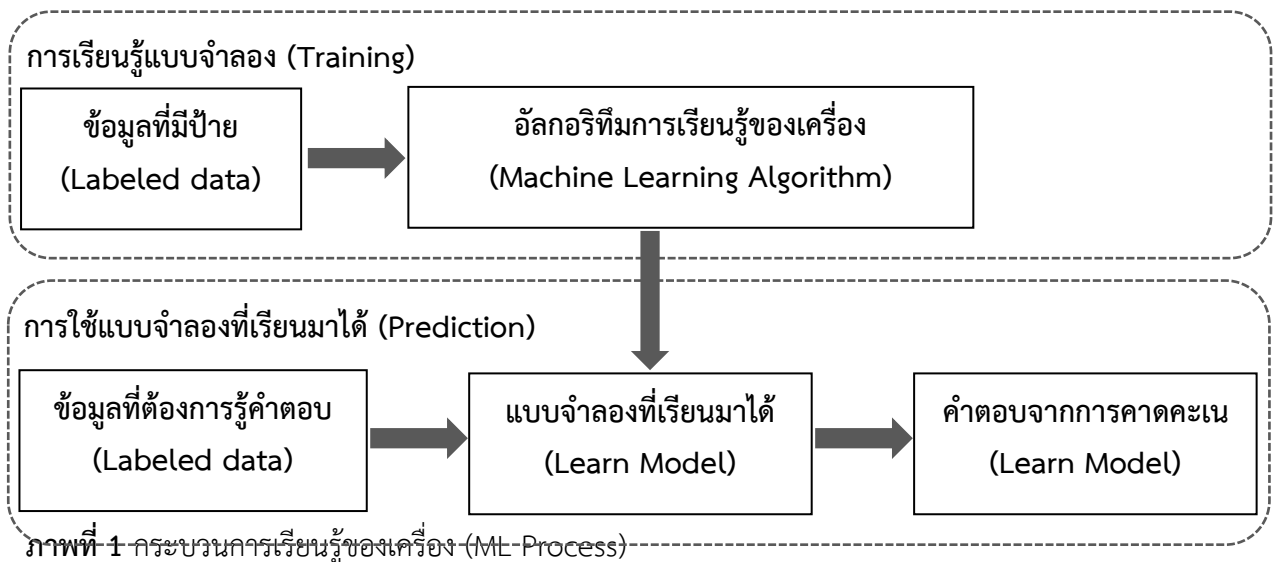 การเรียนรู้แบบจำลอง (Training)
ข้อมูลที่มีป้าย
(Labeled data)
อัลกอริทึมการเรียนรู้ของเครื่อง
(Machine Learning Algorithm)
การใช้แบบจำลองที่เรียนมาได้ (Prediction)
ข้อมูลที่ต้องการรู้คำตอบ
(Labeled data)
แบบจำลองที่เรียนมาได้
(Learn Model)
คำตอบจากการคาดคะเน
(Learn Model)
ภาพที่ 1 กระบวนการเรียนรู้ของเครื่อง (ML Process)